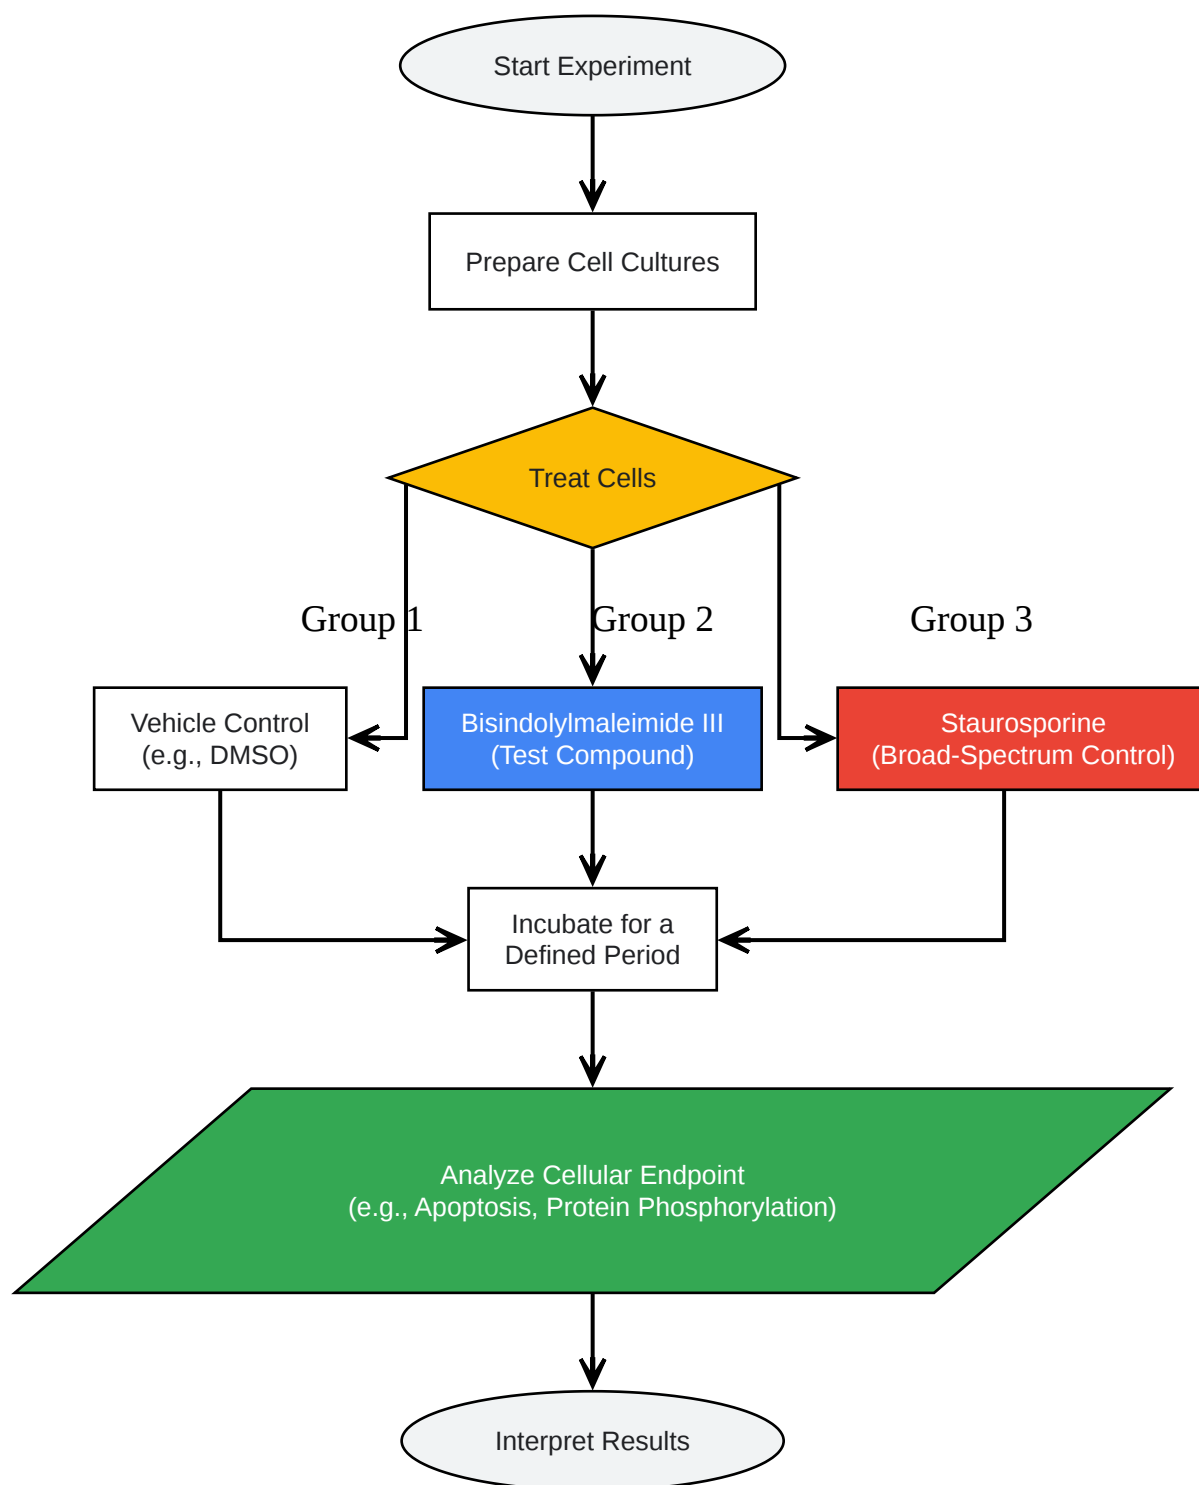 Start Experiment
Prepare Cell Cultures
Treat Cells
Group 1
Group 2
Group 3
Vehicle Control
(e.g., DMSO)
Bisindolylmaleimide III
(Test Compound)
Staurosporine
(Broad-Spectrum Control)
Incubate for a
Defined Period
Analyze Cellular Endpoint
(e.g., Apoptosis, Protein Phosphorylation)
Interpret Results